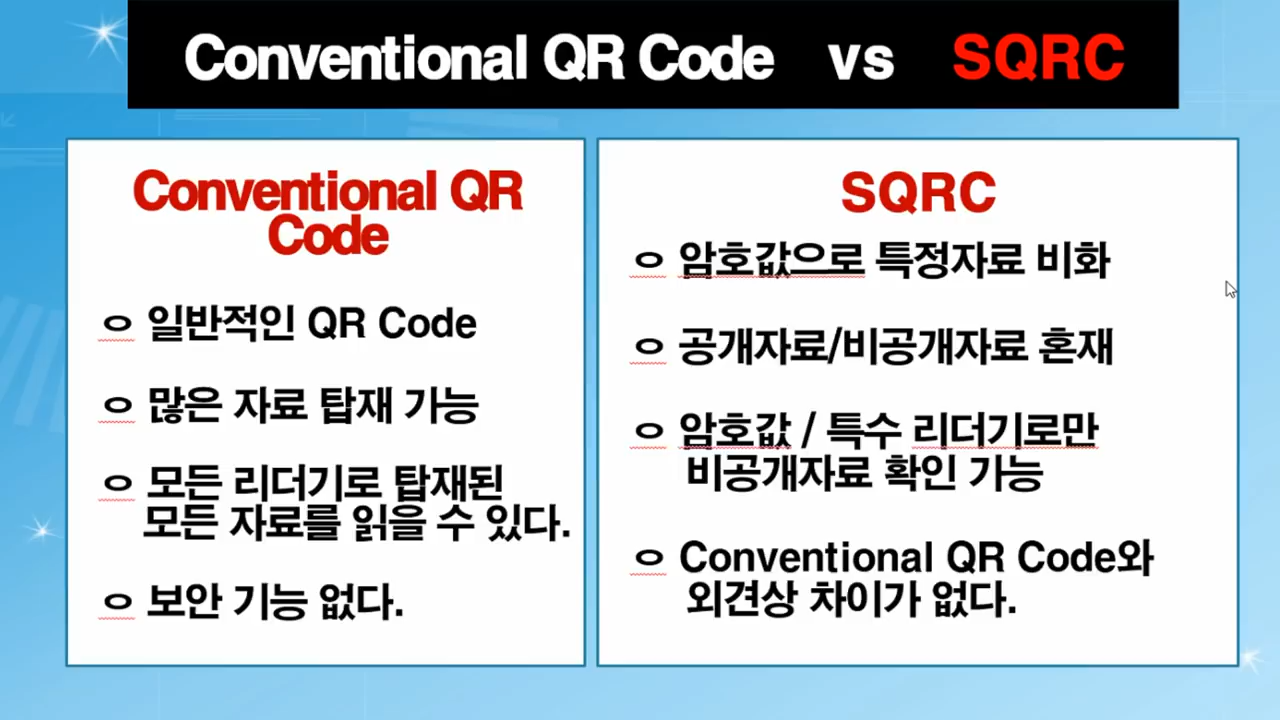 Conventional QR Code vs SQRC
Conventional QR
Code
ㅇ 일반적인 QR Code
ㅇ 많은 자료 탑재 가능
ㅇ 모든 리더기로 탑재된
모든 자료를 읽을 수 있다.
ㅇ 보안 기능 없다.
SQRC
ㅇ 암호값으로 특정자료 비화
ㅇ 공개자료/비공개자료 혼재
ㅇ 암호값 / 특수 리더기로만
비공개자료 확인 가능
ㅇ Conventional QR Code와
외견상 차이가 없다.